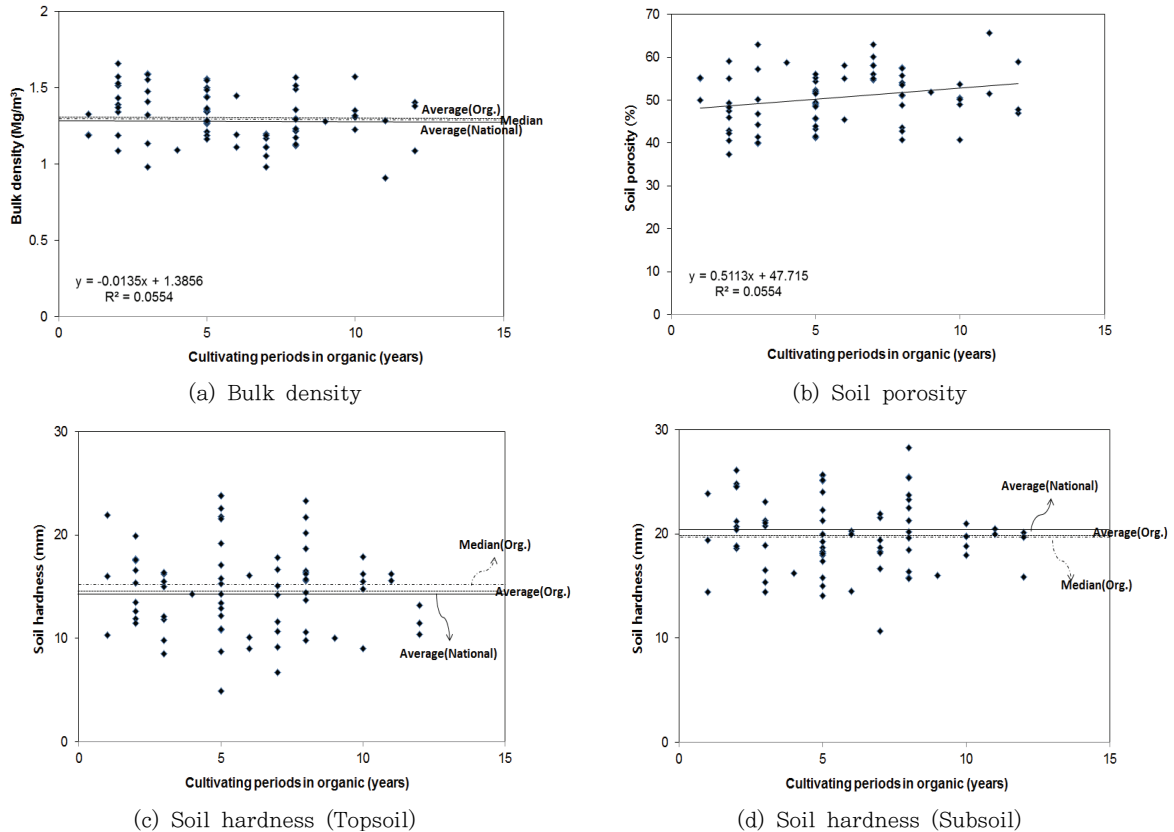 2
1.5
1
0.5
0
0
5
10
15
Bulk density (Mg/m³)
Average(Org.)
Median
Average(National)
y = -0.0135x + 1.3856
R² = 0.0554
Cultivating periods in organic (years)
(a) Bulk density
70
60
50
40
30
20
10
0
0
5
10
15
Soil porosity (%)
y = 0.5113x + 47.715
R² = 0.0554
Cultivating periods in organic (years)
(b) Soil porosity
30
20
10
0
0
5
10
15
Soil hardness (mm)
Median(Org.)
Average(Org.)
Average(National)
Cultivating periods in organic (years)
(c) Soil hardness (Topsoil)
30
20
10
0
0
5
10
15
Soil hardness (mm)
Average(National)
Average(Org.)
Median(Org.)
Cultivating periods in organic (years)
(d) Soil hardness (Subsoil)